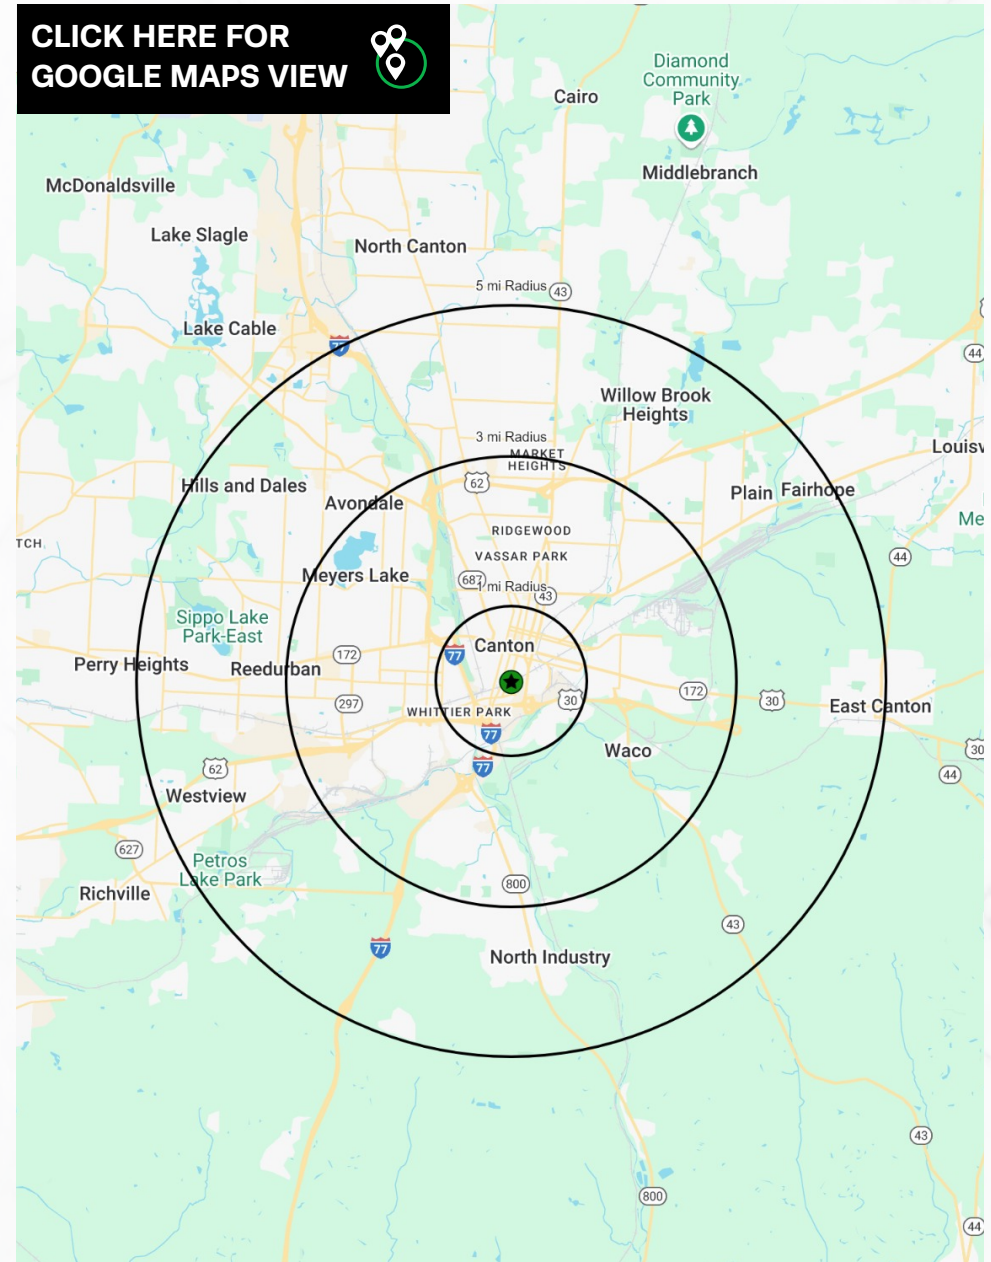 CLICK HERE FOR
GOOGLE MAPS VIEW
Diamond
Community
Park
Cairo
Middlebranch
McDonaldsville
Lake Slagle
North Canton
5 mi Radius
43
Lake Cable
77
44
Willow Brook
Heights
3 mi Radius
MARKET
HEIGHTS
Louisv
62
Hills and Dales
Avondale
Plain
Fairhope
Me
RIDGEWOOD
TCH
VASSAR PARK
44
Meyers Lake
687
1 mi Radius
43
Sippo Lake
Park-East
Canton
172
77
Perry Heights
Reedurban
172
30
30
297
WHITTIER PARK
East Canton
77
Waco
30
62
77
44
Westview
627
Petros
Lake Park
800
Richville
43
77
North Industry
43
800
44